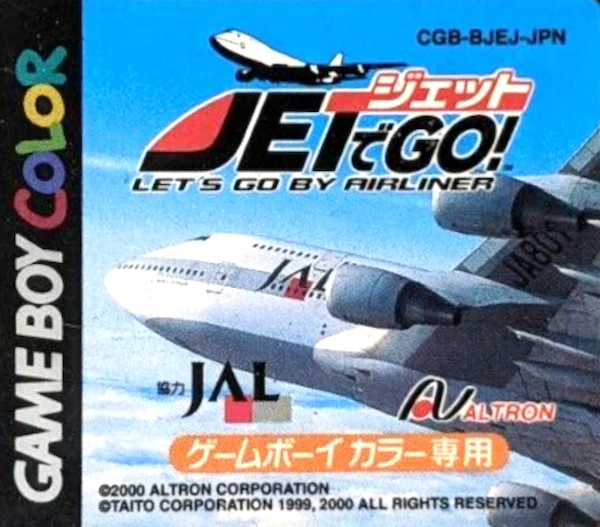 GAME BOY COLOR
CGB-BJEJ-JPN
ジェット
JETでGO!
LET'S GO BY AIRLINER
JAL
協力 JAL
ALTRON
ゲームボーイカラー専用
©2000 ALTRON CORPORATION
©TAITO CORPORATION 1999, 2000 ALL RIGHTS RESERVED